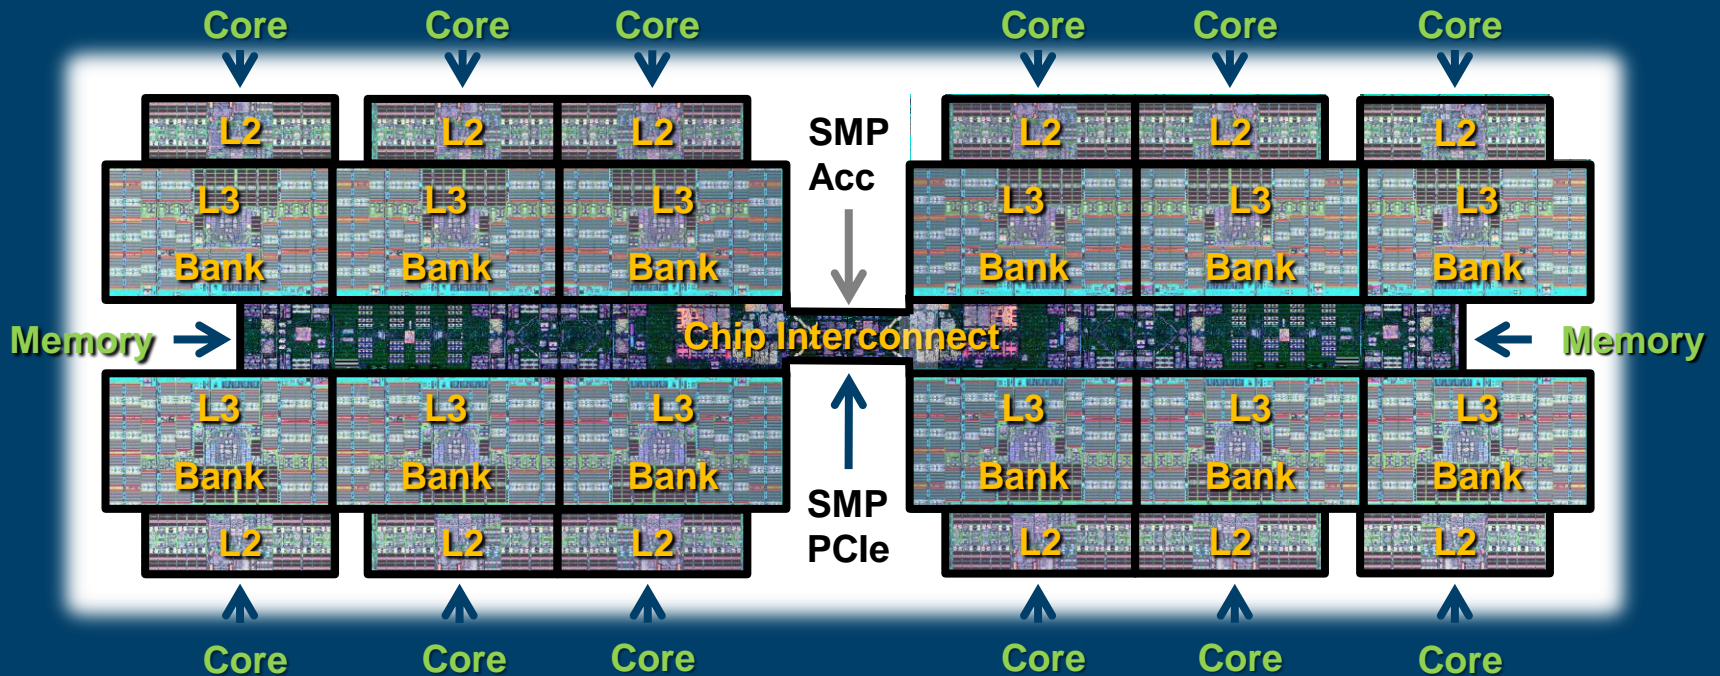 Core Core Core Core Core Core
L2 L2 L2 SMP L2 L2 L2
Acc
L3 L3 L3 L3 L3 L3
Bank Bank Bank Bank Bank Bank
Memory Chip Interconnect Memory
L3 L3 L3 L3 L3 L3
Bank Bank Bank Bank Bank Bank
SMP
PCIe
L2 L2 L2 L2 L2 L2
Core Core Core Core Core Core